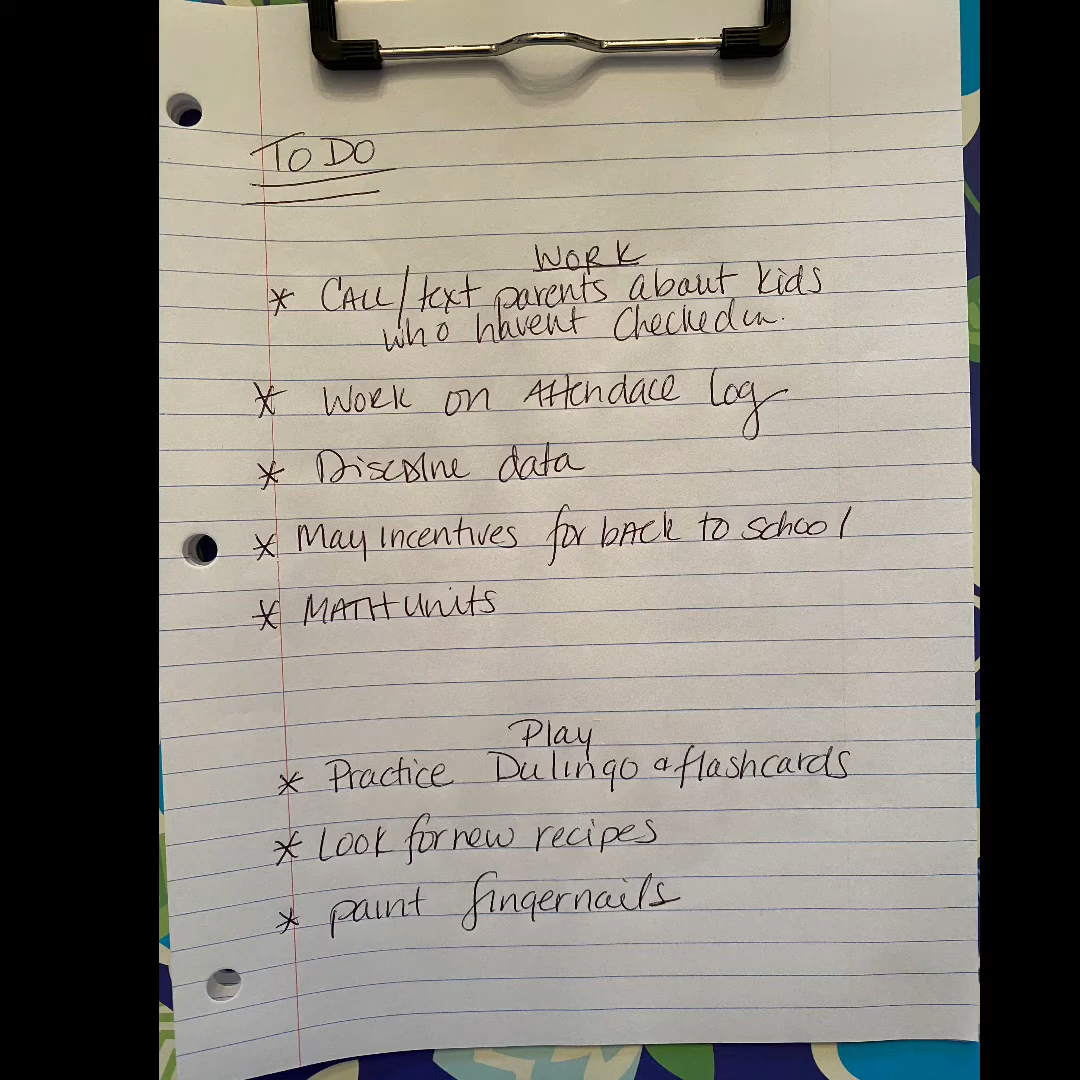 TO DO
WORK
* CALL/text parents about kids
who havent Checked in.
* WORK on Attendace log
* Discplne data
* May incentives for bAck to school
* MATH units
Play
* Practice Dulingo & flashcards
* Look for new recipes
* paint fingernails